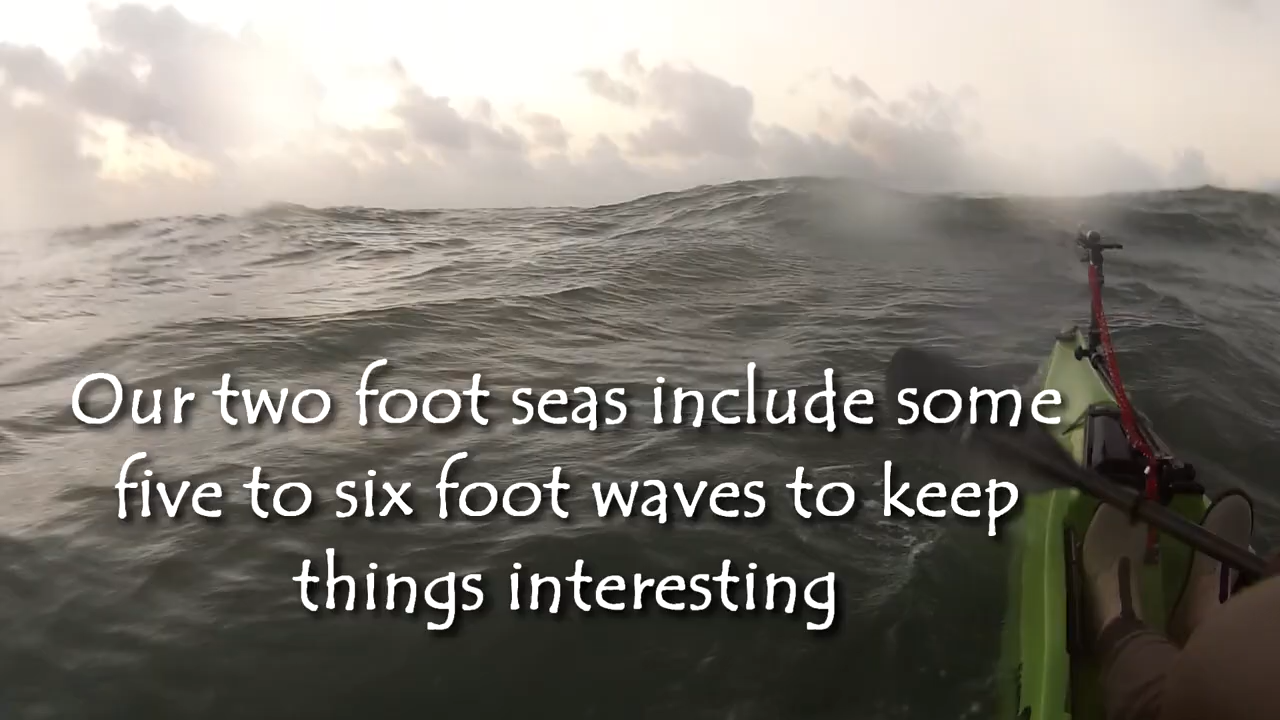 Our two foot seas include some
five to six foot waves to keep
things interesting